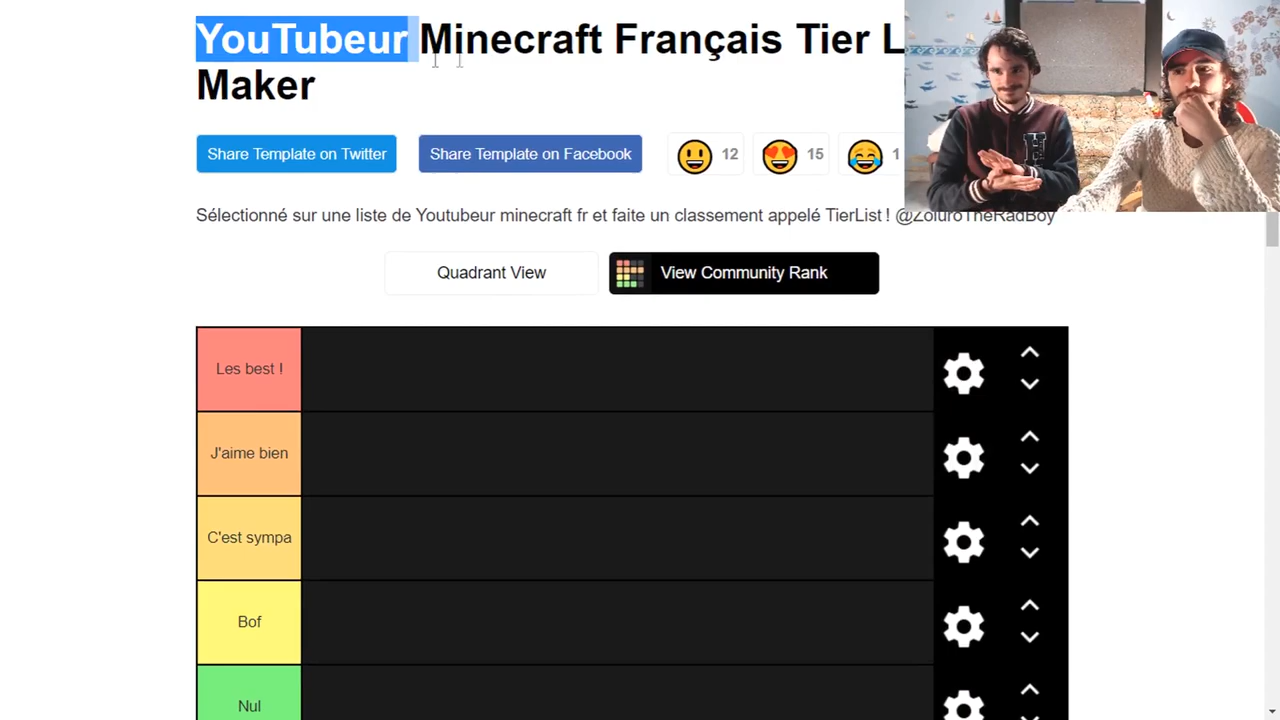 YouTubeur Minecraft Français Tier L
Maker
Share Template on Twitter
Share Template on Facebook
12
15
1
Sélectionné sur une liste de Youtubeur minecraft fr et faite un classement appelé TierList ! @ZoluroTheRadBoy
Quadrant View
View Community Rank
Les best !
J'aime bien
C'est sympa
Bof
Nul
H